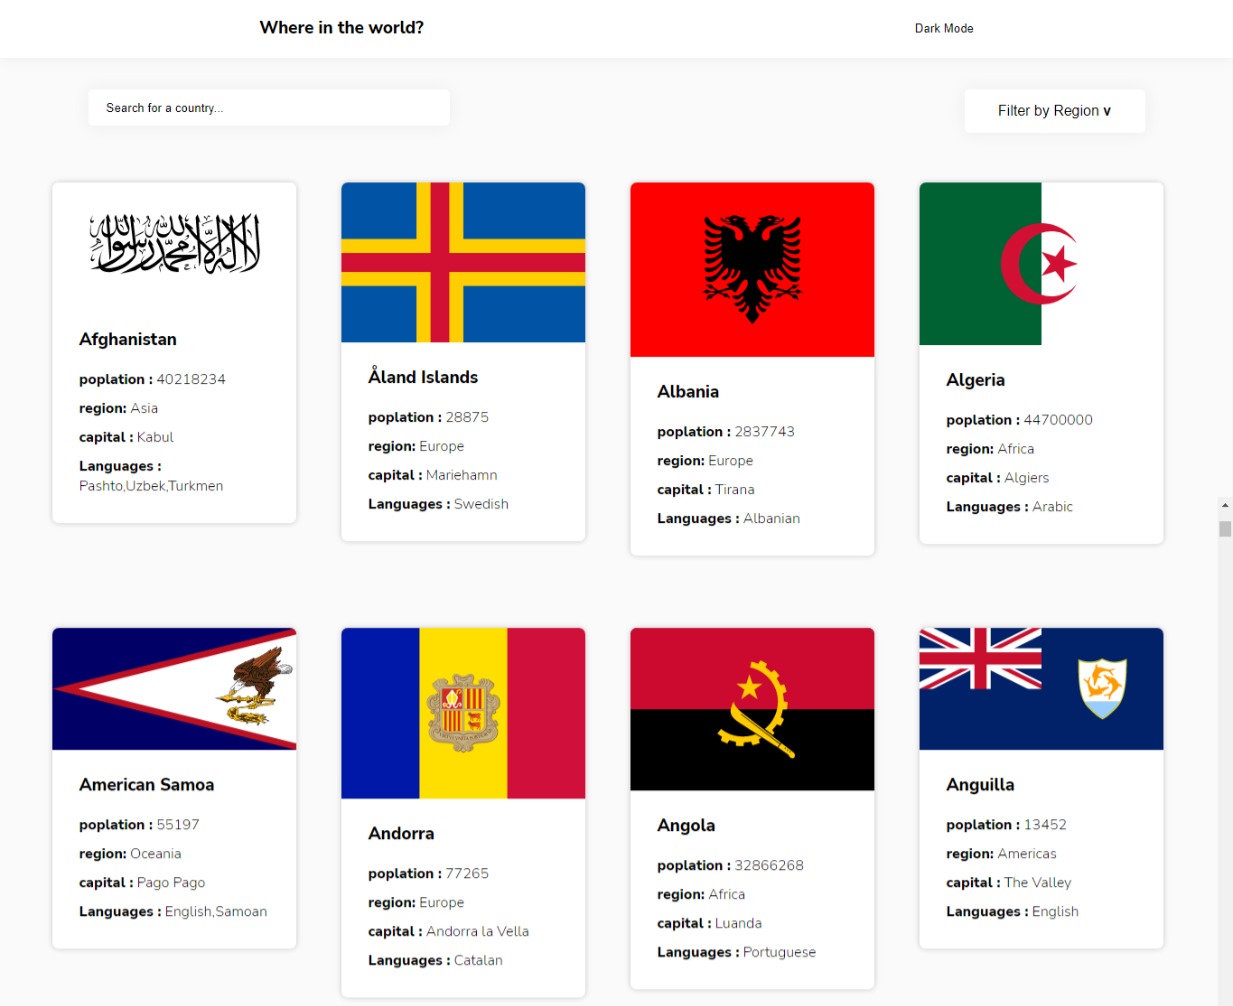 Where in the world?
Dark Mode
Search for a country...
Filter by Region v
لا إله إلا الله محمد رسول الله
Afghanistan
poplation : 40218234
region: Asia
capital : Kabul
Languages :
Pashto,Uzbek,Turkmen
Åland Islands
poplation : 28875
region: Europe
capital : Mariehamn
Languages : Swedish
Albania
poplation : 2837743
region: Europe
capital : Tirana
Languages : Albanian
Algeria
poplation : 44700000
region: Africa
capital : Algiers
Languages : Arabic
American Samoa
poplation : 55197
region: Oceania
capital : Pago Pago
Languages : English,Samoan
Andorra
poplation : 77265
region: Europe
capital : Andorra la Vella
Languages : Catalan
Angola
poplation : 32866268
region: Africa
capital : Luanda
Languages : Portuguese
Anguilla
poplation : 13452
region: Americas
capital : The Valley
Languages : English